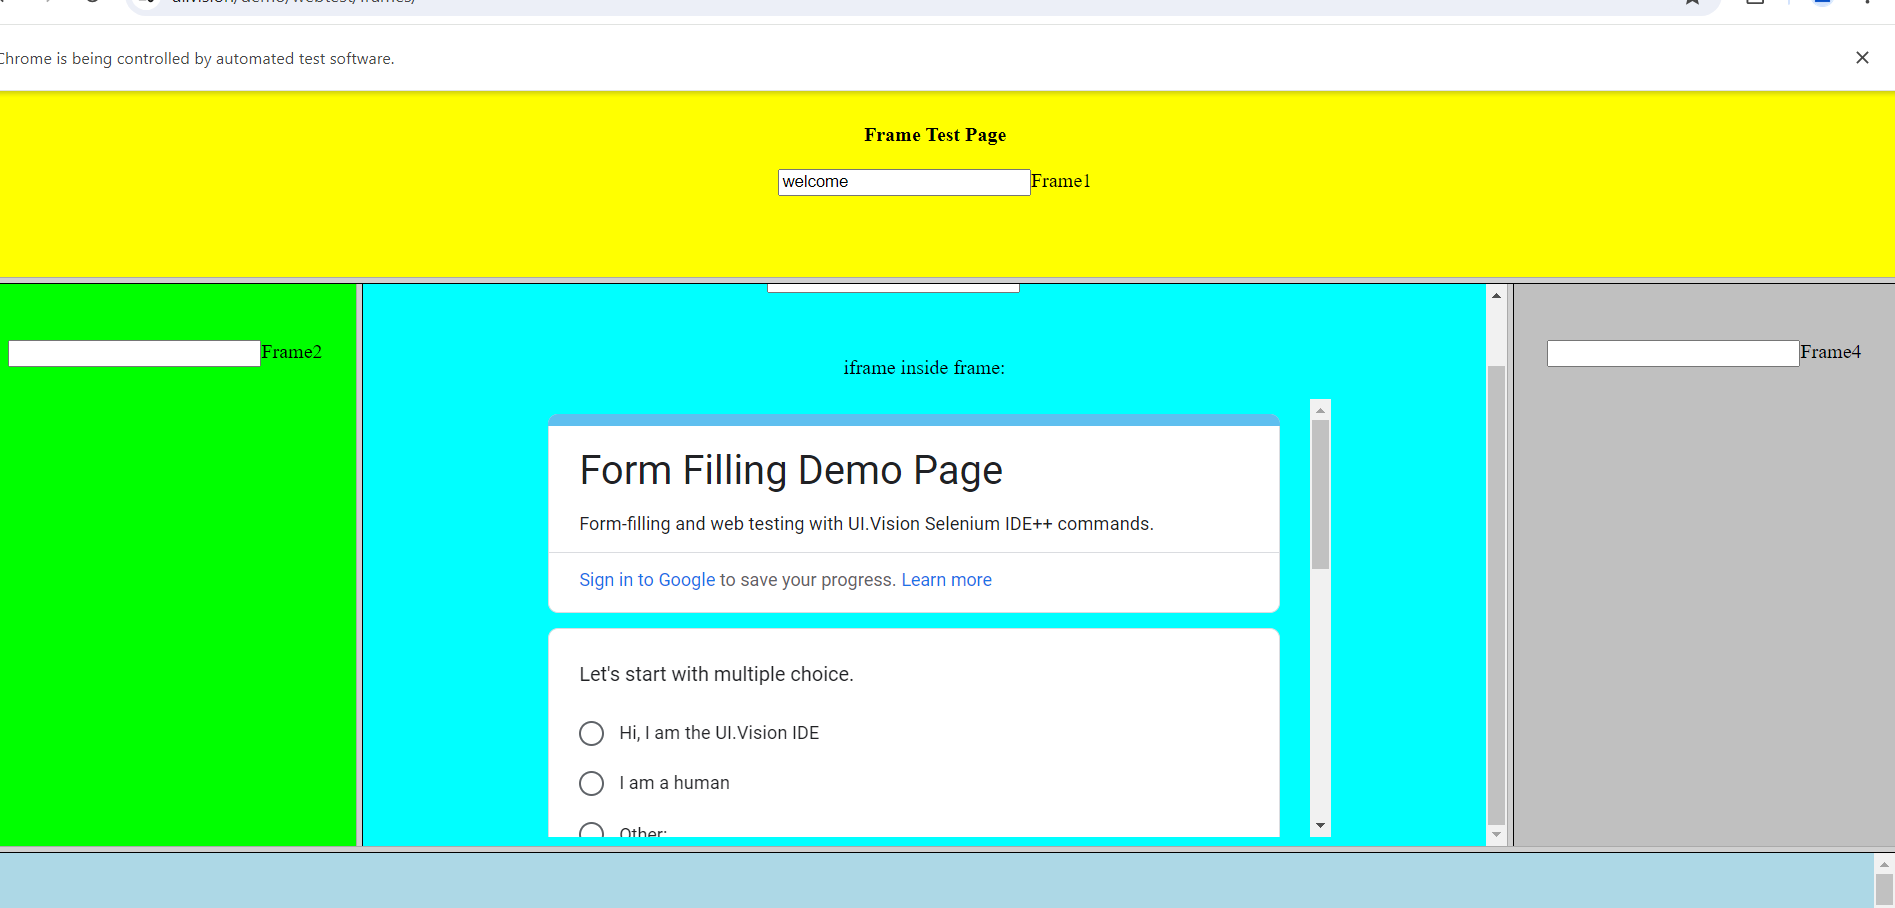 Chrome is being controlled by automated test software.
Frame Test Page
welcome Frame1
Frame2
Frame4
iframe inside frame:
Form Filling Demo Page
Form-filling and web testing with UI.Vision Selenium IDE++ commands.
Sign in to Google to save your progress. Learn more
Let's start with multiple choice.
Hi, I am the UI.Vision IDE
I am a human
Other: